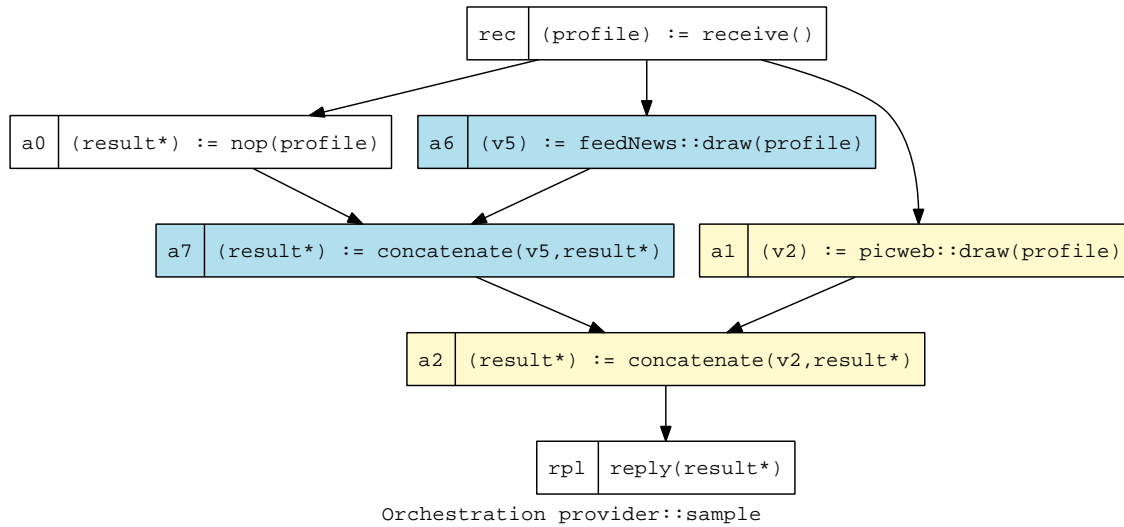 rec (profile) := receive()
a0 (result*) := nop(profile)
a6 (v5) := feedNews::draw(profile)
a7 (result*) := concatenate(v5,result*)
a1 (v2) := picweb::draw(profile)
a2 (result*) := concatenate(v2,result*)
rpl reply(result*)
Orchestration provider::sample